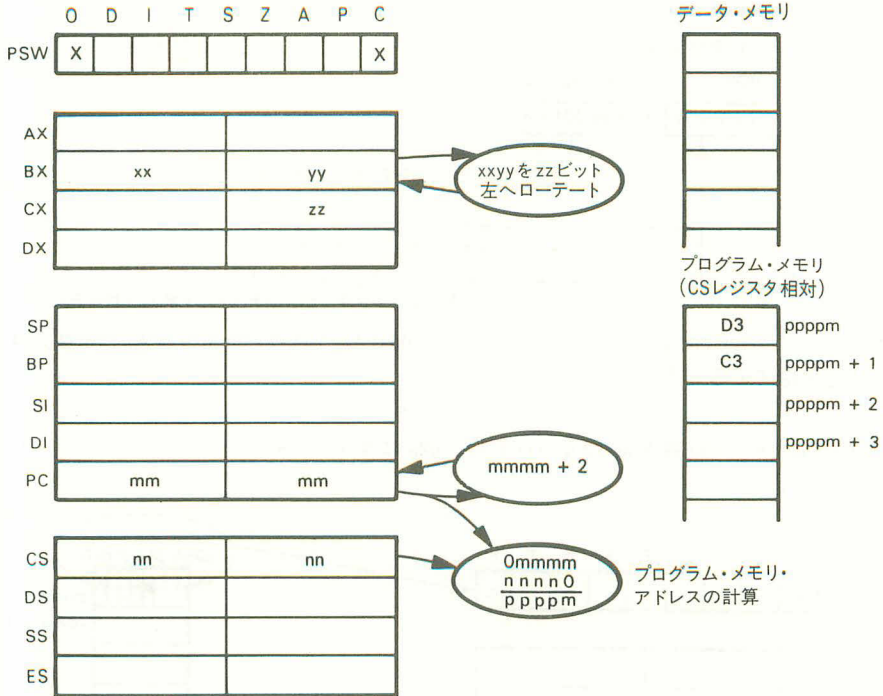 O D I T S Z A P C
PSW X X
AX
BX xx yy
CX zz
DX
xxyyをzzビット
左へローテート
SP
BP
SI
DI
PC mm mm
mmmm + 2
CS nn nn
DS
SS
ES
0mmmm
nnnn0
ppppm
プログラム・メモリ・
アドレスの計算
データ・メモリ
プログラム・メモリ
(CSレジスタ相対)
D3 ppppm
C3 ppppm + 1
ppppm + 2
ppppm + 3